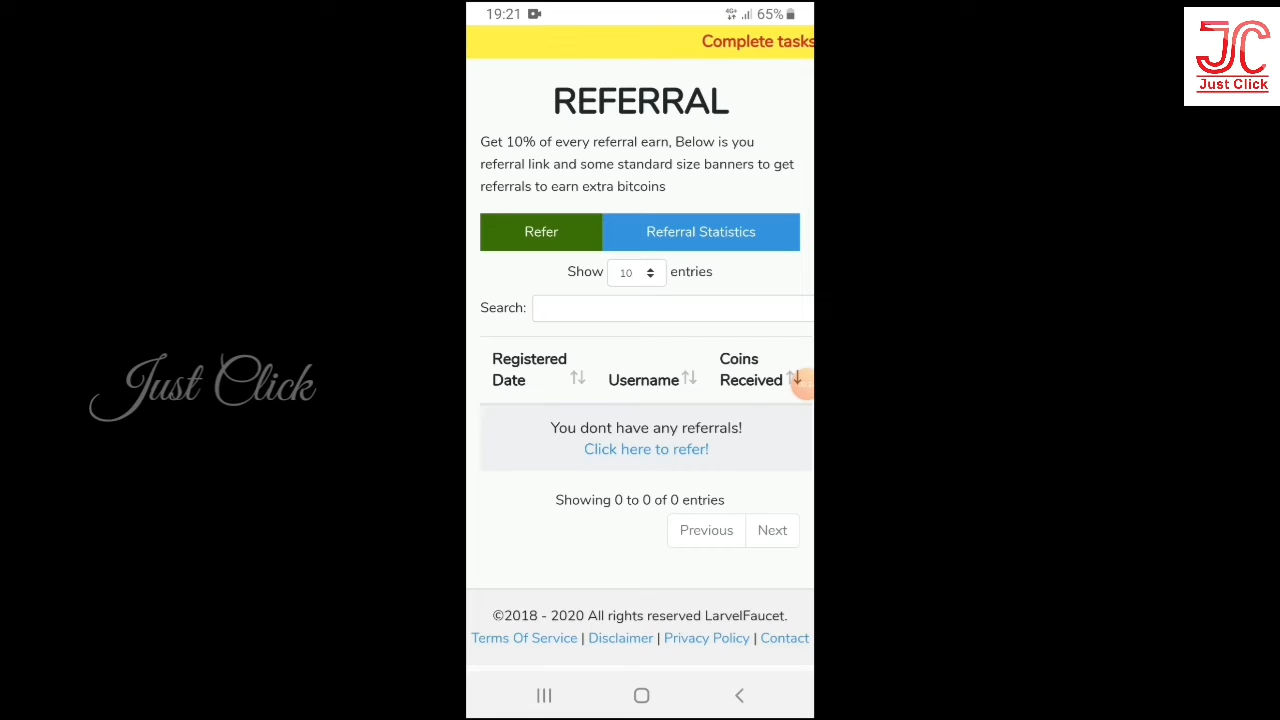 19:21
4G+ 65%
JC
Just Click
Complete tasks
REFERRAL
Get 10% of every referral earn, Below is you
referral link and some standard size banners to get
referrals to earn extra bitcoins
Refer Referral Statistics
Show 10 entries
Search:
Registered Date Username Coins Received
Just Click
You dont have any referrals!
Click here to refer!
Showing 0 to 0 of 0 entries
Previous Next
©2018 - 2020 All rights reserved LarvelFaucet.
Terms Of Service | Disclaimer | Privacy Policy | Contact